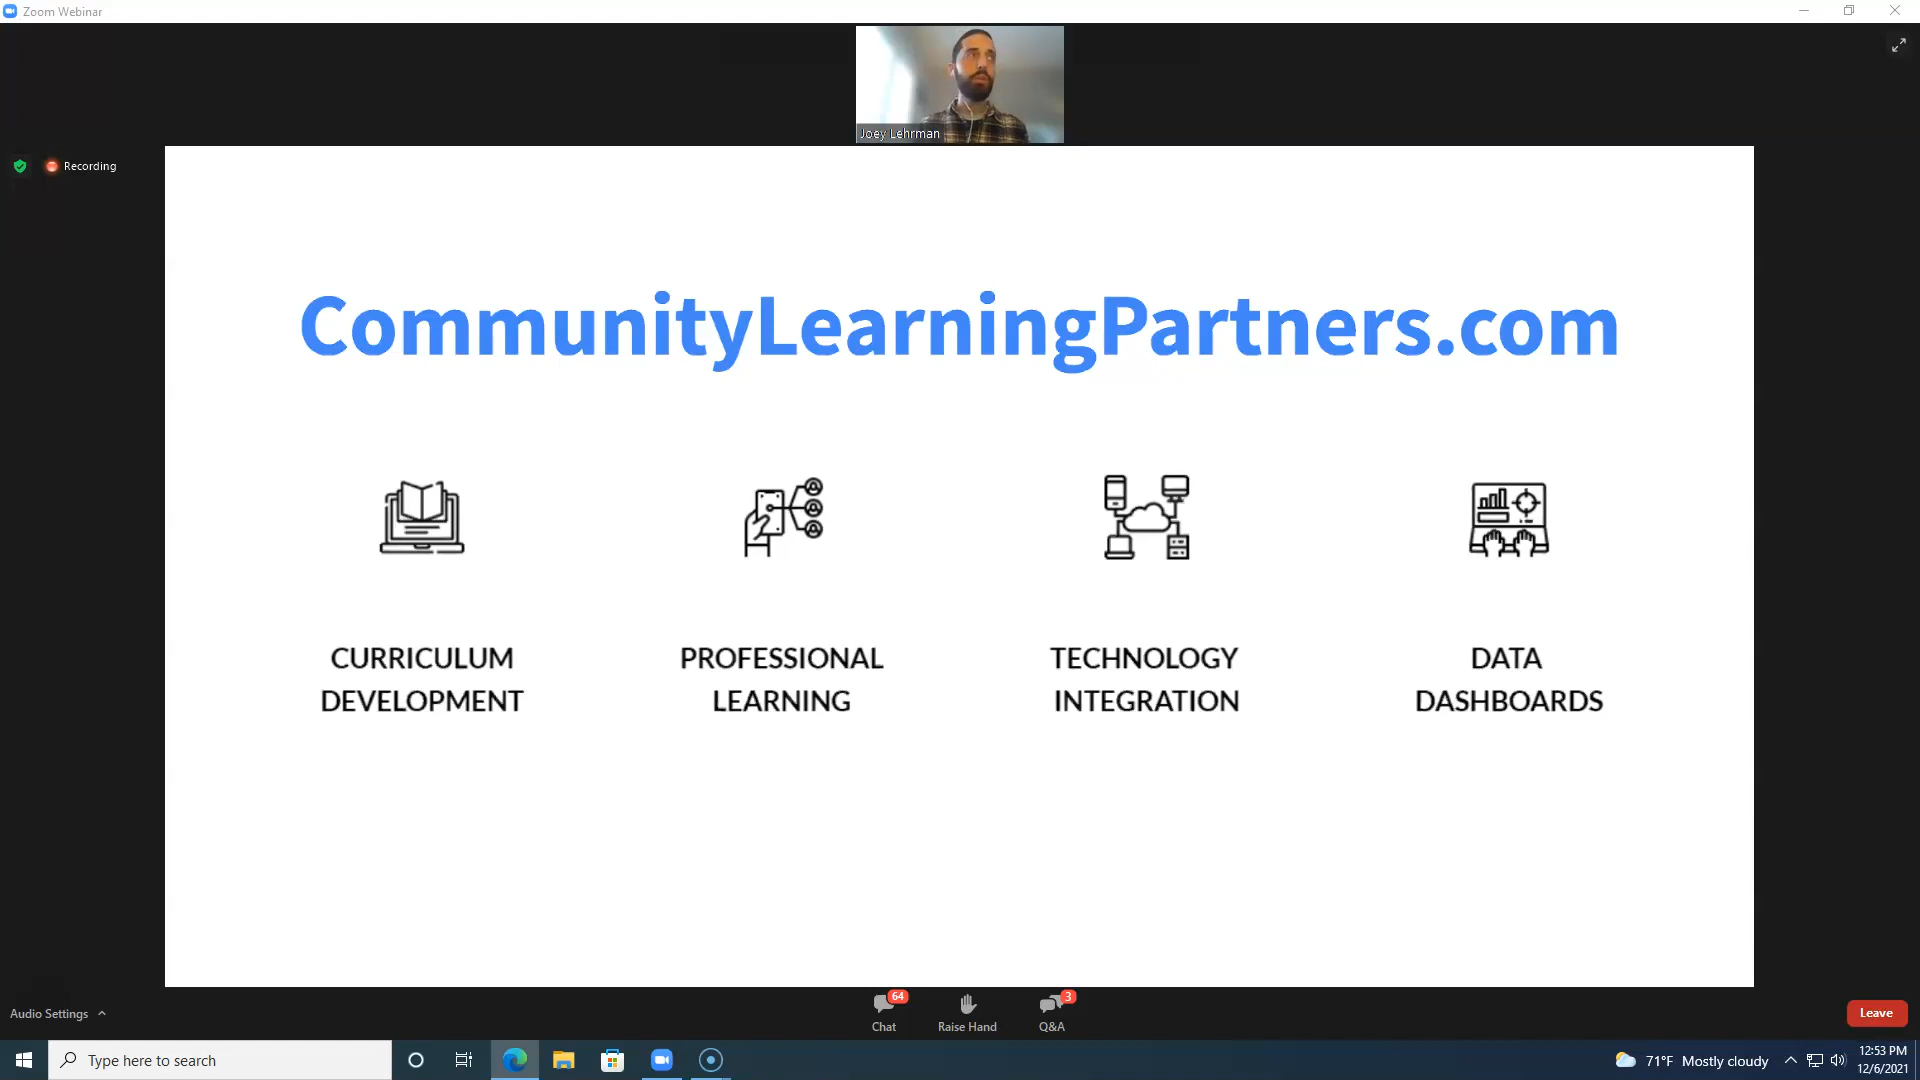 Zoom Webinar
Joey Lehrman
Recording
CommunityLearningPartners.com
CURRICULUM
DEVELOPMENT
PROFESSIONAL
LEARNING
TECHNOLOGY
INTEGRATION
DATA
DASHBOARDS
Audio Settings
64
Chat
Raise Hand
3
Q&A
Leave
Type here to search
71°F Mostly cloudy
12:53 PM
12/6/2021